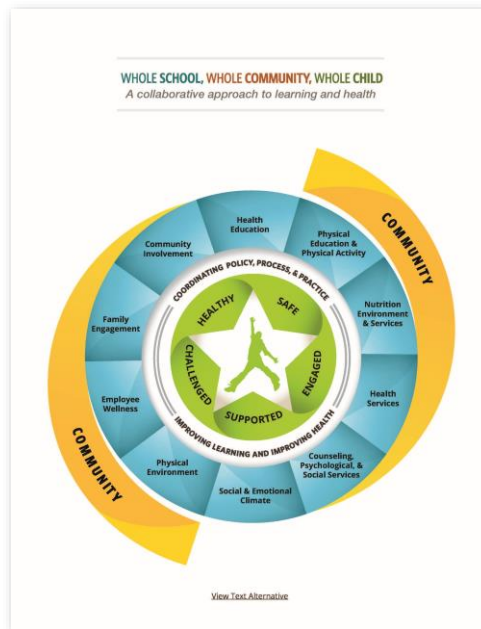 WHOLE SCHOOL, WHOLE COMMUNITY, WHOLE CHILD
A collaborative approach to learning and health
COMMUNITY
Health
Education
Physical
Education &
Physical Activity
Nutrition
Environment
& Services
Health
Services
Counseling,
Psychological, &
Social Services
Social & Emotional
Climate
Physical
Environment
Employee
Wellness
Family
Engagement
Community
Involvement
COORDINATING POLICY, PROCESS, & PRACTICE
IMPROVING LEARNING AND IMPROVING HEALTH
HEALTHY
SAFE
ENGAGED
SUPPORTED
CHALLENGED
COMMUNITY
View Text Alternative